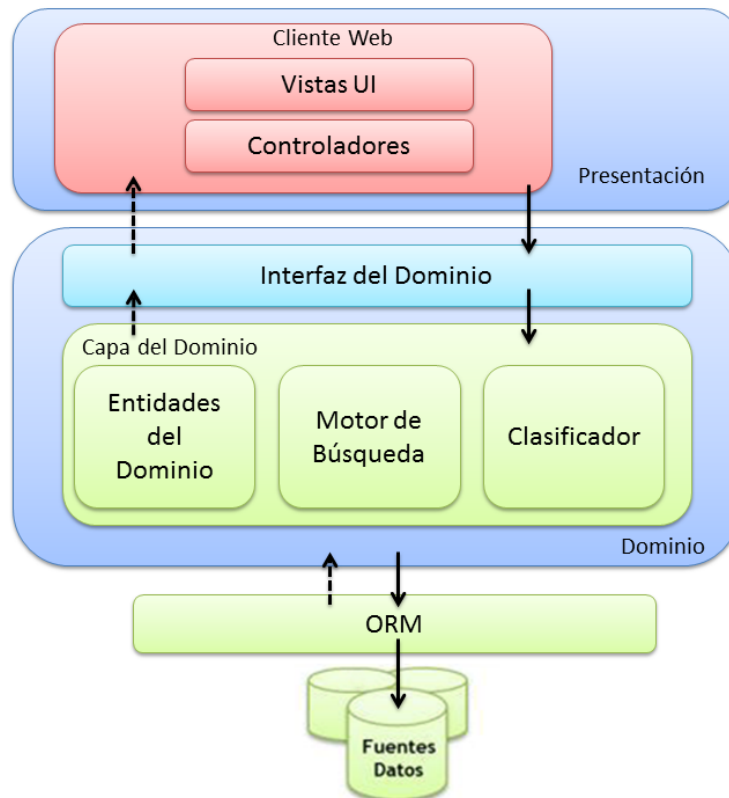 Cliente Web
Vistas UI
Controladores
Presentación
Interfaz del Dominio
Capa del Dominio
Entidades
del
Dominio
Motor de
Búsqueda
Clasificador
Dominio
ORM
Fuentes
Datos